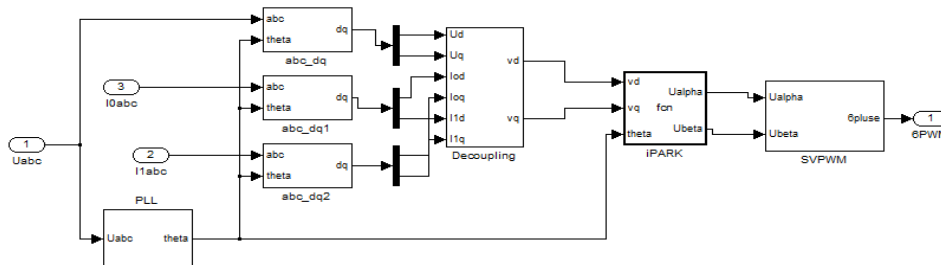 abc
theta
dq
abc_dq
3
I0abc
abc
theta
dq
abc_dq1
2
I1abc
abc
theta
dq
abc_dq2
1
Uabc
PLL
Uabc
theta
Ud
Uq
Iod
Ioq
I1d
I1q
vd
vq
Decoupling
vd
vq
theta
fcn
Ualpha
Ubeta
iPARK
Ualpha
Ubeta
6pluse
SVPWM
1
6PWM